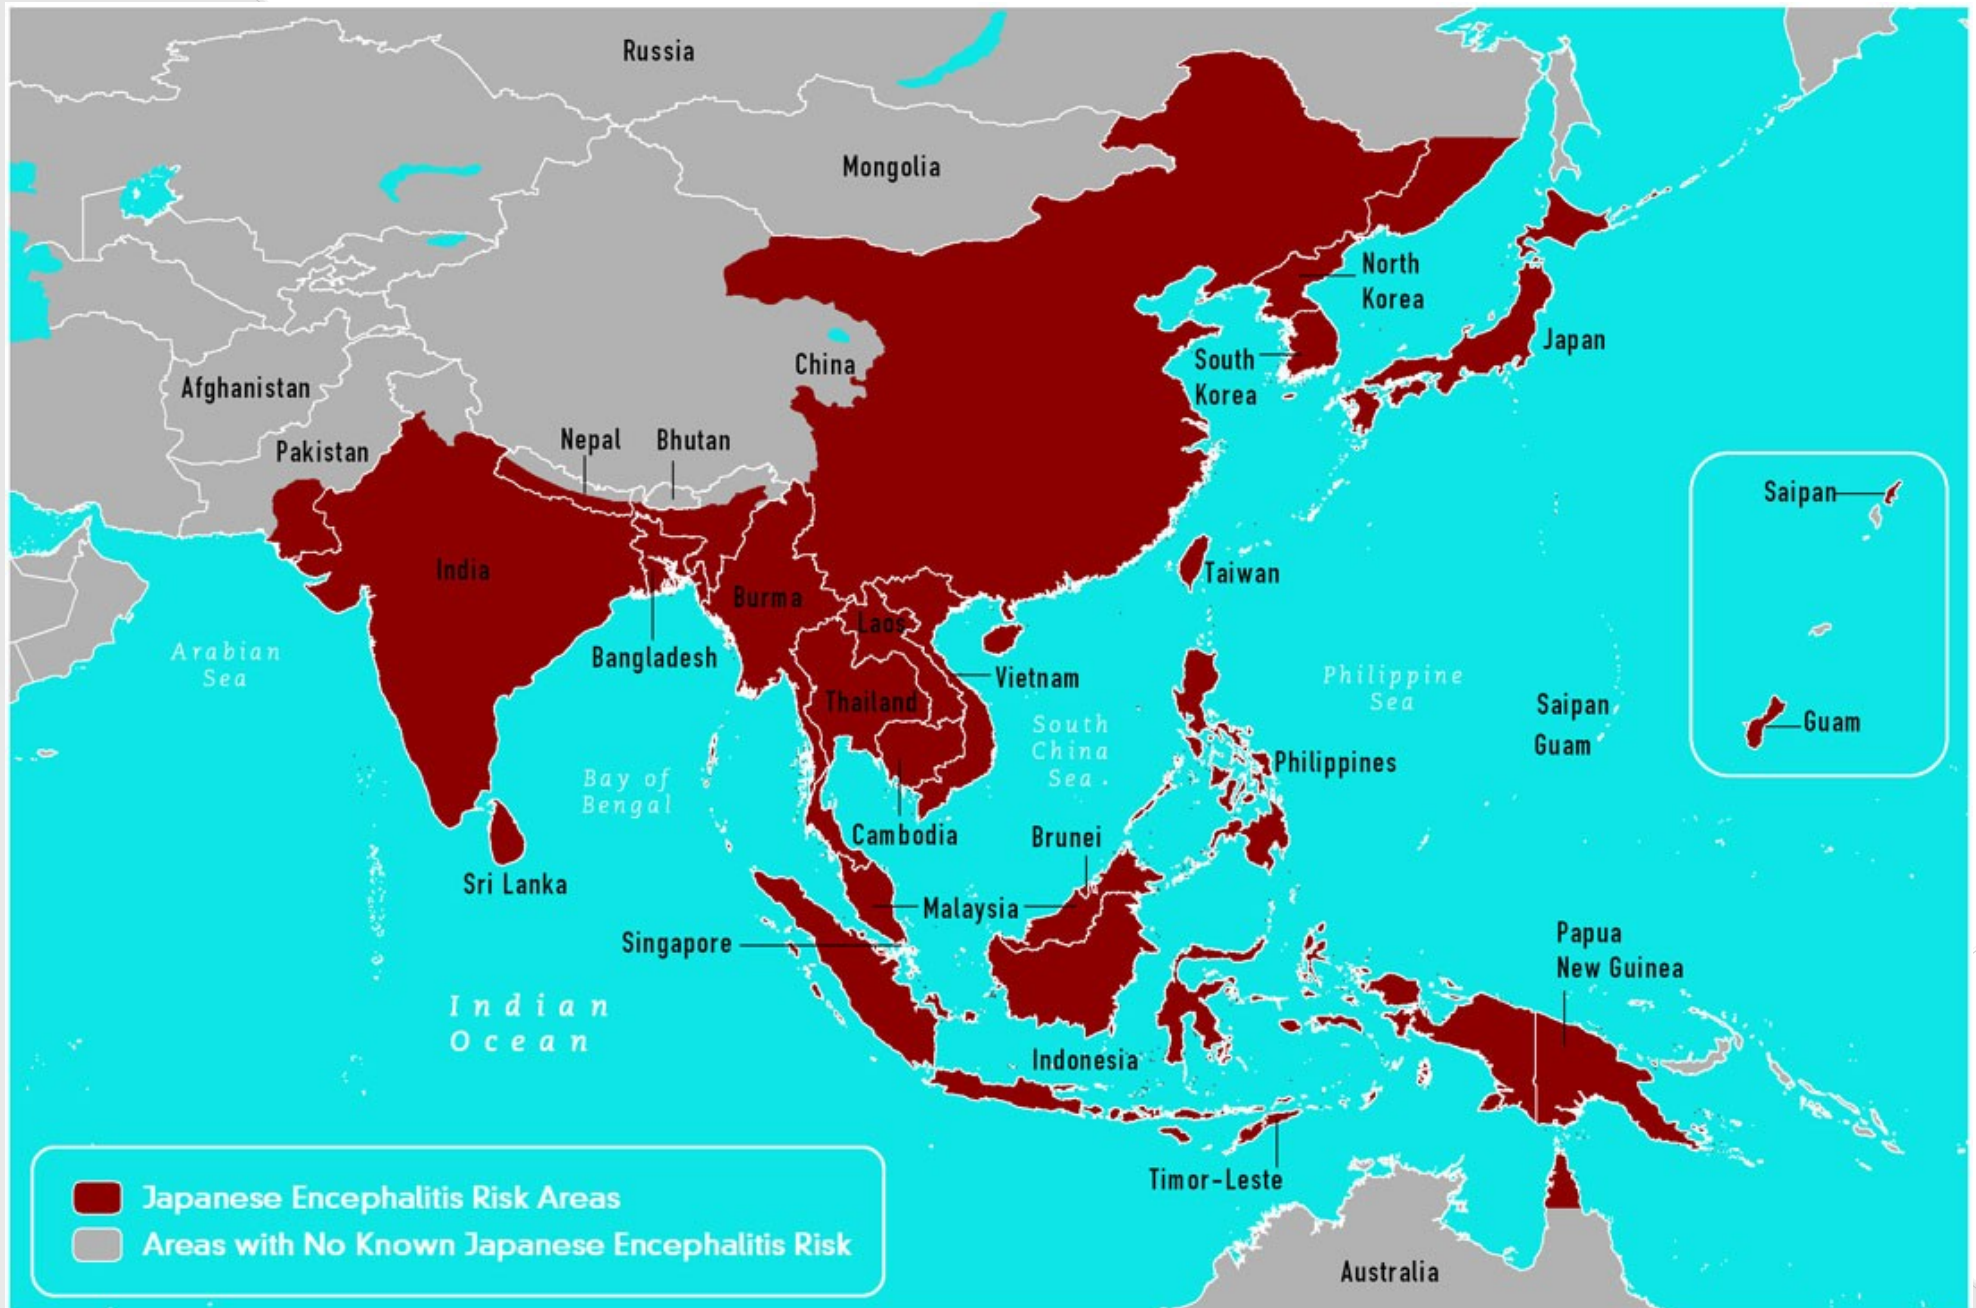 Russia
Mongolia
China
North
Korea
South
Korea
Japan
Afghanistan
Pakistan
Nepal
Bhutan
India
Burma
Laos
Bangladesh
Thailand
Vietnam
Cambodia
Taiwan
Philippines
Arabian
Sea
Bay of
Bengal
South
China
Sea
Philippine
Sea
Saipan
Guam
Saipan
Guam
Sri Lanka
Brunei
Malaysia
Singapore
Indian
Ocean
Indonesia
Papua
New Guinea
Timor-Leste
Australia
Japanese Encephalitis Risk Areas
Areas with No Known Japanese Encephalitis Risk